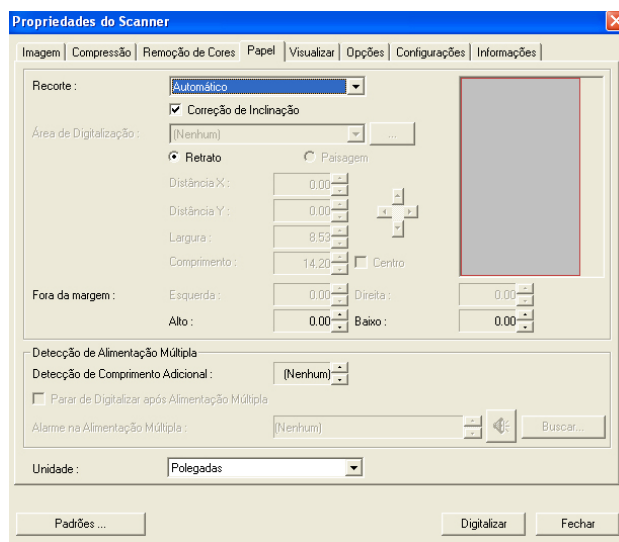 Propriedades do Scanner
Imagem Compressão Remoção de Cores Papel Visualizar Opções Configurações Informações
Recorte : Automático
Correção de Inclinação
Área de Digitalização : (Nenhum) ...
Retrato Paisagem
Distância X : 0.00
Distância Y : 0.00
Largura : 8.53
Comprimento : 14.20 Centro
Fora da margem : Esquerda : 0.00 Direita : 0.00
Alto : 0.00 Baixo : 0.00
Detecção de Alimentação Múltipla
Detecção de Comprimento Adicional : (Nenhum)
Parar de Digitalizar após Alimentação Múltipla
Alarme na Alimentação Múltipla : (Nenhum) Buscar...
Unidade : Polegadas
Padrões ... Digitalizar Fechar